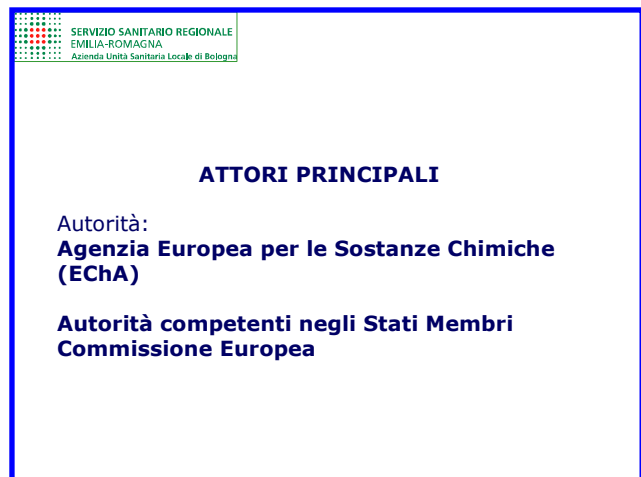 SERVIZIO SANITARIO REGIONALE
EMILIA-ROMAGNA
Azienda Unità Sanitaria Locale di Bologna
ATTORI PRINCIPALI
Autorità:
Agenzia Europea per le Sostanze Chimiche
(EChA)
Autorità competenti negli Stati Membri
Commissione Europea